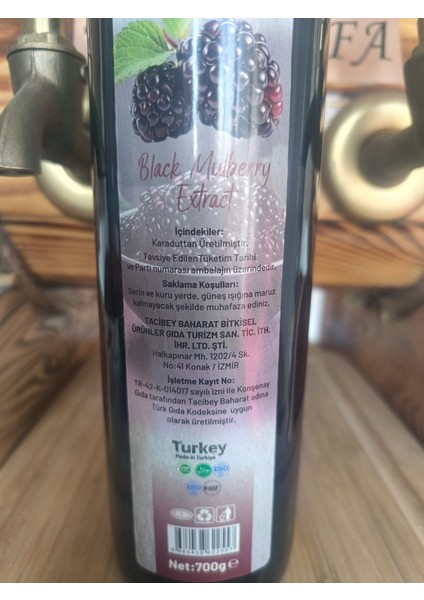 FA
Black Mulberry
Extract
İçindekiler:
Karaduttan Üretilmiştir.
Tavsiye Edilen Tüketim Tarihi
ve Parti numarası ambalajın üzerindedir.
Saklama Koşulları:
Serin ve kuru yerde, güneş ışığına maruz
kalmayacak şekilde muhafaza ediniz.
TACİBEY BAHARAT BİTKİSEL
ÜRÜNLER GIDA TURİZM SAN. TİC. İTH.
İHR. LTD. ŞTİ.
Halkapınar Mh. 1202/4 Sk.
No:41 Konak / İZMİR
İşletme Kayıt No:
TR-42-K-014017 sayılı izni ile Konşenay
Gıda tarafından Tacibey Baharat adına
Türk Gıda Kodeksine uygun
olarak üretilmiştir.
Turkey
Made in Turkiye
Net:700g e